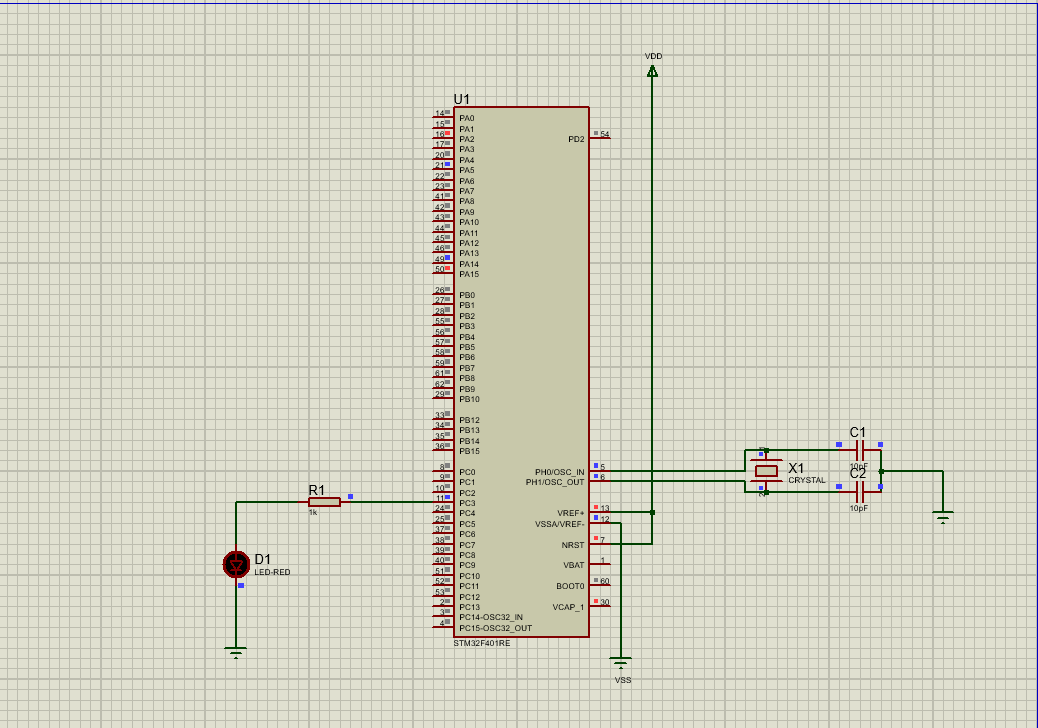 VDD
U1
14 PA0
15 PA1
16 PA2
17 PA3
20 PA4
21 PA5
22 PA6
23 PA7
41 PA8
42 PA9
43 PA10
44 PA11
45 PA12
46 PA13
49 PA14
50 PA15
PD2 54
26 PB0
27 PB1
28 PB2
55 PB3
56 PB4
57 PB5
58 PB6
59 PB7
61 PB8
62 PB9
29 PB10
33 PB12
34 PB13
35 PB14
36 PB15
8 PC0
9 PC1
10 PC2
11 PC3
24 PC4
25 PC5
37 PC6
38 PC7
39 PC8
40 PC9
51 PC10
52 PC11
53 PC12
2 PC13
3 PC14-OSC32_IN
4 PC15-OSC32_OUT
PH0/OSC_IN 5
PH1/OSC_OUT 6
VREF+ 13
VSSA/VREF- 12
NRST 7
VBAT 1
BOOT0 60
VCAP_1 30
STM32F401RE
R1
1k
D1
LED-RED
X1
CRYSTAL
C1
10pF
C2
10pF
VSS